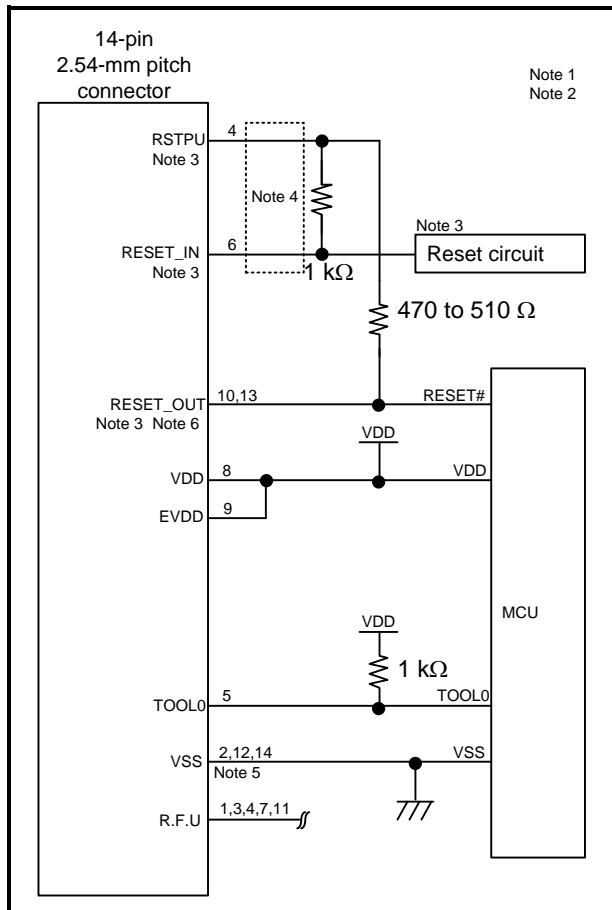 14-pin
2.54-mm pitch
connector
Note 1
Note 2
RSTPU
4
Note 3
Note 4
RESET_IN
6
Note 3
1 kΩ
Note 3
Reset circuit
470 to 510 Ω
RESET_OUT
10,13
RESET#
Note 3 Note 6
VDD
VDD
8
VDD
EVDD
9
MCU
VDD
1 kΩ
TOOL0
5
TOOL0
VSS
2,12,14
VSS
Note 5
R.F.U
1,3,4,7,11